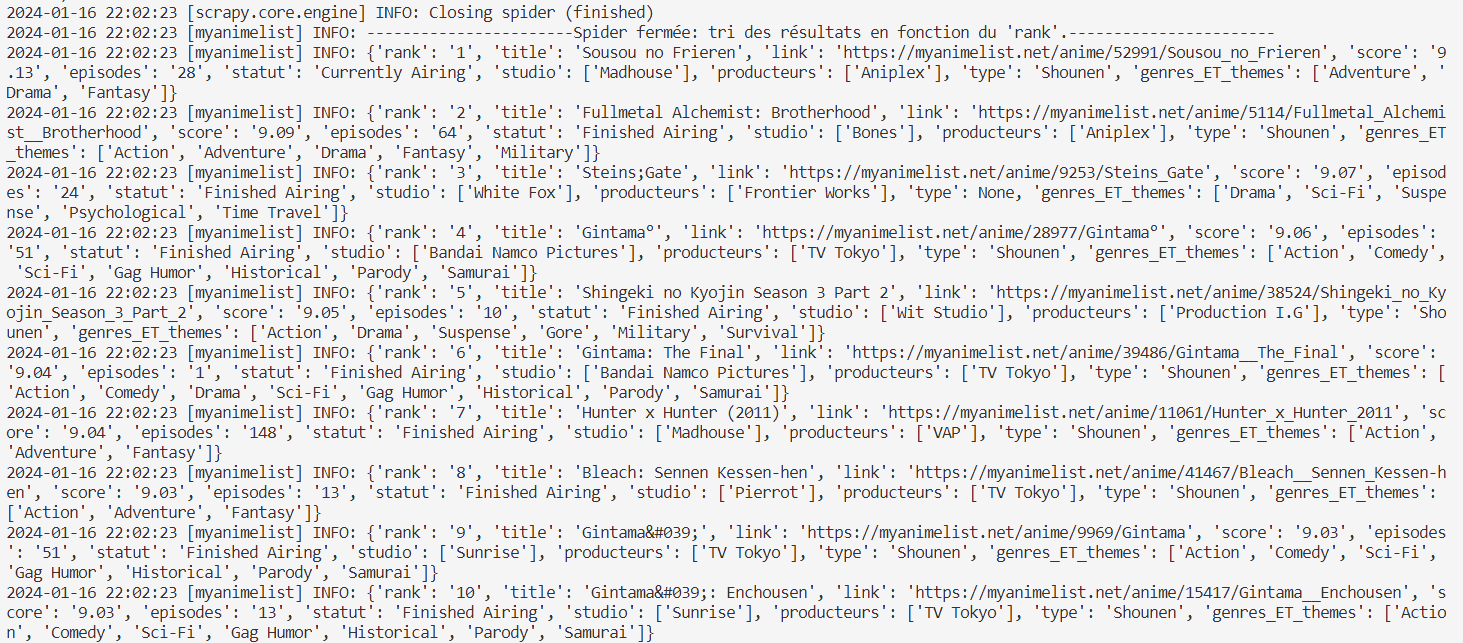 2024-01-16 22:02:23 [scrapy.core.engine] INFO: Closing spider (finished)
2024-01-16 22:02:23 [myanimelist] INFO: -----------------------Spider fermée: tri des résultats en fonction du 'rank'.-----------------------
2024-01-16 22:02:23 [myanimelist] INFO: {'rank': '1', 'title': 'Sousou no Frieren', 'link': 'https://myanimelist.net/anime/52991/Sousou_no_Frieren', 'score': '9
.13', 'episodes': '28', 'statut': 'Currently Airing', 'studio': ['Madhouse'], 'producteurs': ['Aniplex'], 'type': 'Shounen', 'genres_ET_themes': ['Adventure', '
Drama', 'Fantasy']}
2024-01-16 22:02:23 [myanimelist] INFO: {'rank': '2', 'title': 'Fullmetal Alchemist: Brotherhood', 'link': 'https://myanimelist.net/anime/5114/Fullmetal_Alchemi
st__Brotherhood', 'score': '9.09', 'episodes': '64', 'statut': 'Finished Airing', 'studio': ['Bones'], 'producteurs': ['Aniplex'], 'type': 'Shounen', 'genres_ET
_themes': ['Action', 'Adventure', 'Drama', 'Fantasy', 'Military']}
2024-01-16 22:02:23 [myanimelist] INFO: {'rank': '3', 'title': 'Steins;Gate', 'link': 'https://myanimelist.net/anime/9253/Steins_Gate', 'score': '9.07', 'episod
es': '24', 'statut': 'Finished Airing', 'studio': ['White Fox'], 'producteurs': ['Frontier Works'], 'type': None, 'genres_ET_themes': ['Drama', 'Sci-Fi', 'Suspe
nse', 'Psychological', 'Time Travel']}
2024-01-16 22:02:23 [myanimelist] INFO: {'rank': '4', 'title': 'Gintama°', 'link': 'https://myanimelist.net/anime/28977/Gintama°', 'score': '9.06', 'episodes':
'51', 'statut': 'Finished Airing', 'studio': ['Bandai Namco Pictures'], 'producteurs': ['TV Tokyo'], 'type': 'Shounen', 'genres_ET_themes': ['Action', 'Comedy',
'Sci-Fi', 'Gag Humor', 'Historical', 'Parody', 'Samurai']}
2024-01-16 22:02:23 [myanimelist] INFO: {'rank': '5', 'title': 'Shingeki no Kyojin Season 3 Part 2', 'link': 'https://myanimelist.net/anime/38524/Shingeki_no_Ky
ojin_Season_3_Part_2', 'score': '9.05', 'episodes': '10', 'statut': 'Finished Airing', 'studio': ['Wit Studio'], 'producteurs': ['Production I.G'], 'type': 'Sho
unen', 'genres_ET_themes': ['Action', 'Drama', 'Suspense', 'Gore', 'Military', 'Survival']}
2024-01-16 22:02:23 [myanimelist] INFO: {'rank': '6', 'title': 'Gintama: The Final', 'link': 'https://myanimelist.net/anime/39486/Gintama__The_Final', 'score':
'9.04', 'episodes': '1', 'statut': 'Finished Airing', 'studio': ['Bandai Namco Pictures'], 'producteurs': ['TV Tokyo'], 'type': 'Shounen', 'genres_ET_themes': [
'Action', 'Comedy', 'Drama', 'Sci-Fi', 'Gag Humor', 'Historical', 'Parody', 'Samurai']}
2024-01-16 22:02:23 [myanimelist] INFO: {'rank': '7', 'title': 'Hunter x Hunter (2011)', 'link': 'https://myanimelist.net/anime/11061/Hunter_x_Hunter_2011', 'sc
ore': '9.04', 'episodes': '148', 'statut': 'Finished Airing', 'studio': ['Madhouse'], 'producteurs': ['VAP'], 'type': 'Shounen', 'genres_ET_themes': ['Action',
'Adventure', 'Fantasy']}
2024-01-16 22:02:23 [myanimelist] INFO: {'rank': '8', 'title': 'Bleach: Sennen Kessen-hen', 'link': 'https://myanimelist.net/anime/41467/Bleach__Sennen_Kessen-h
en', 'score': '9.03', 'episodes': '13', 'statut': 'Finished Airing', 'studio': ['Pierrot'], 'producteurs': ['TV Tokyo'], 'type': 'Shounen', 'genres_ET_themes':
['Action', 'Adventure', 'Fantasy']}
2024-01-16 22:02:23 [myanimelist] INFO: {'rank': '9', 'title': 'Gintama&#039;', 'link': 'https://myanimelist.net/anime/9969/Gintama', 'score': '9.03', 'episodes
': '51', 'statut': 'Finished Airing', 'studio': ['Sunrise'], 'producteurs': ['TV Tokyo'], 'type': 'Shounen', 'genres_ET_themes': ['Action', 'Comedy', 'Sci-Fi',
'Gag Humor', 'Historical', 'Parody', 'Samurai']}
2024-01-16 22:02:23 [myanimelist] INFO: {'rank': '10', 'title': 'Gintama&#039;: Enchousen', 'link': 'https://myanimelist.net/anime/15417/Gintama__Enchousen', 's
core': '9.03', 'episodes': '13', 'statut': 'Finished Airing', 'studio': ['Sunrise'], 'producteurs': ['TV Tokyo'], 'type': 'Shounen', 'genres_ET_themes': ['Actio
n', 'Comedy', 'Sci-Fi', 'Gag Humor', 'Historical', 'Parody', 'Samurai']}